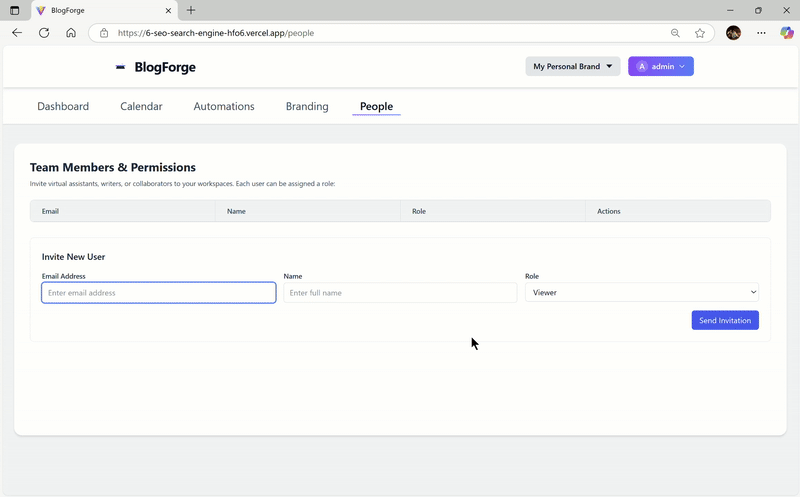 BlogForge
https://6-seo-search-engine-hfo6.vercel.app/people
BlogForge
My Personal Brand
A admin
Dashboard
Calendar
Automations
Branding
People
Team Members & Permissions
Invite virtual assistants, writers, or collaborators to your workspaces. Each user can be assigned a role:
Email
Name
Role
Actions
Invite New User
Email Address
Name
Role
Enter email address
Enter full name
Viewer
Send Invitation